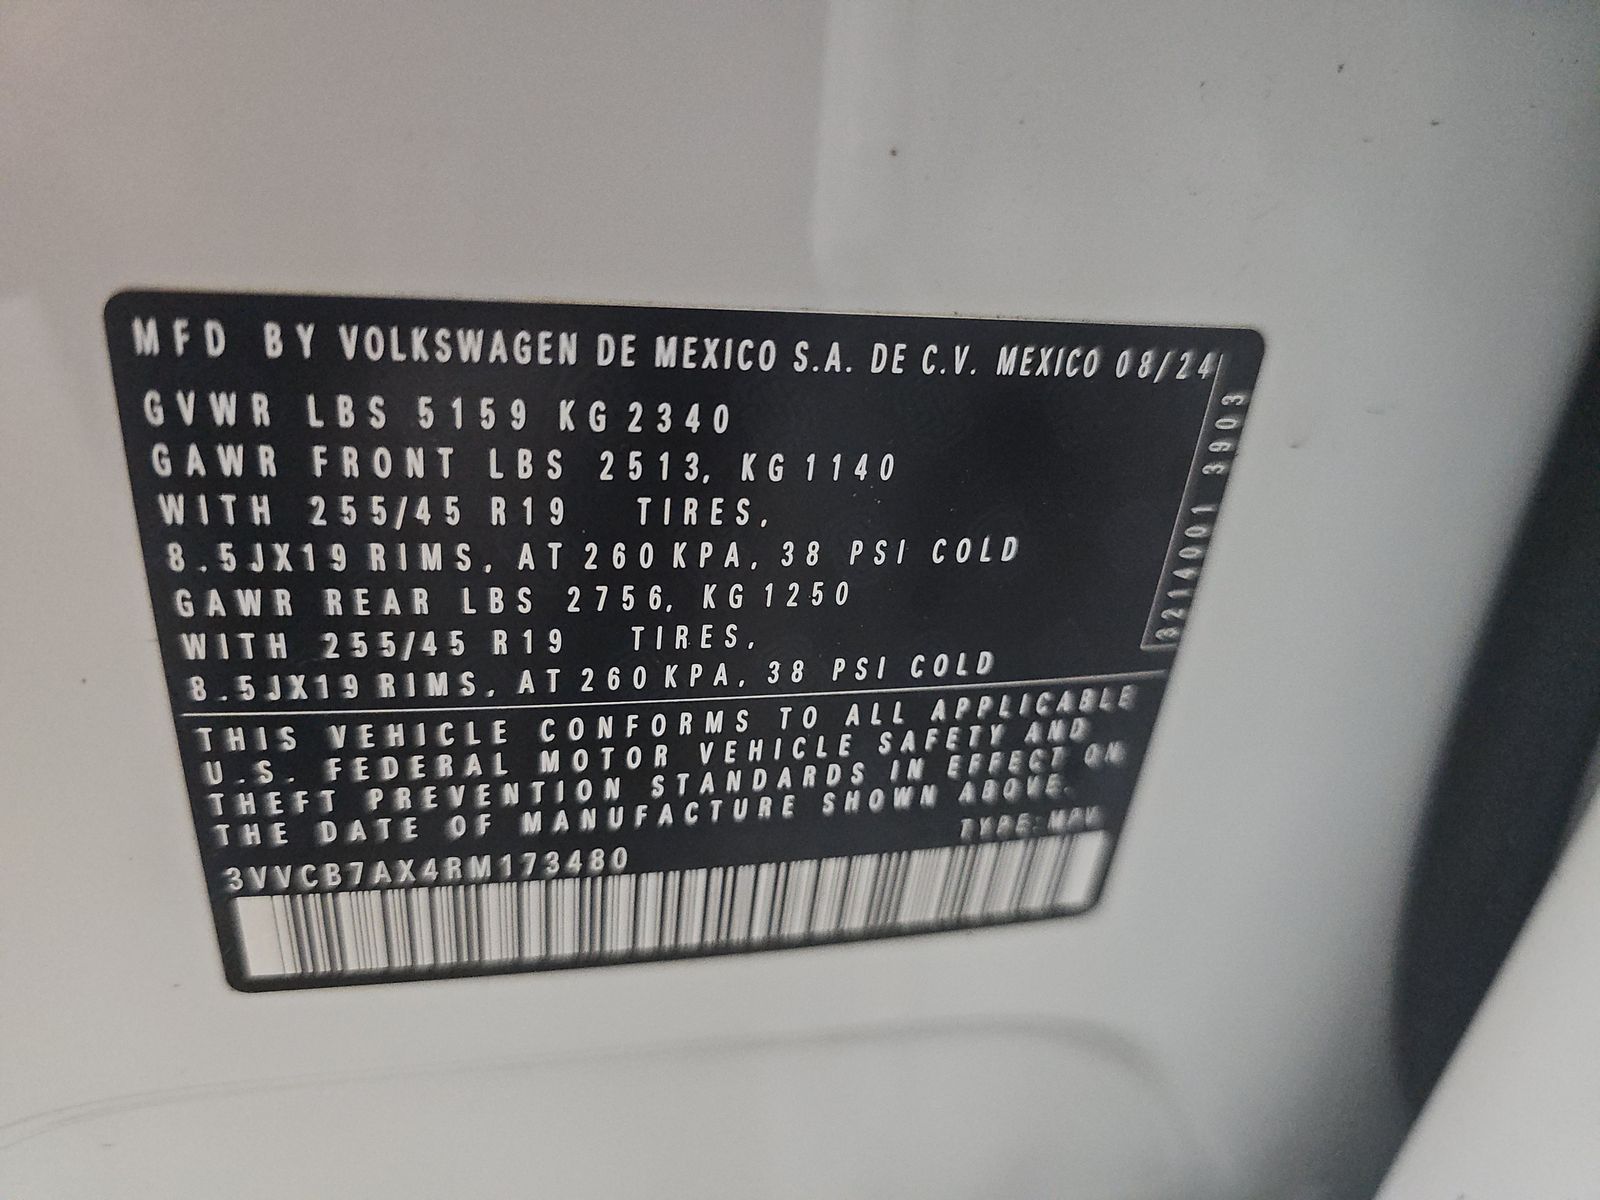 MFD BY VOLKSWAGEN DE MEXICO S.A. DE C.V. MEXICO 08/24
GVWR LBS 5159 KG 2340
GAWR FRONT LBS 2513, KG 1140
WITH 255/45 R19 TIRES,
8.5JX19 RIMS, AT 260 KPA, 38 PSI COLD
GAWR REAR LBS 2756, KG 1250
WITH 255/45 R19 TIRES,
8.5JX19 RIMS, AT 260 KPA, 38 PSI COLD
3214001 3903
THIS VEHICLE CONFORMS TO ALL APPLICABLE
U.S. FEDERAL MOTOR VEHICLE SAFETY AND
THEFT PREVENTION STANDARDS IN EFFECT ON
THE DATE OF MANUFACTURE SHOWN ABOVE.
TYPE: MPV
3VVCB7AX4RM173480